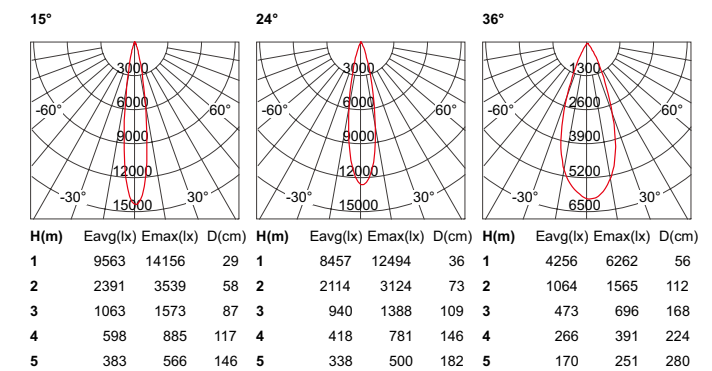 15° 24° 36°
3000 3000 1300
6000 6000 2600
-60° 60° -60° 60° -60° 60°
9000 9000 3900
12000 12000 5200
-30° 30° -30° 30° -30° 30°
15000 15000 6500
H(m) Eavg(lx) Emax(lx) D(cm) H(m) Eavg(lx) Emax(lx) D(cm) H(m) Eavg(lx) Emax(lx) D(cm)
1 9563 14156 29 1 8457 12494 36 1 4256 6262 56
2 2391 3539 58 2 2114 3124 73 2 1064 1565 112
3 1063 1573 87 3 940 1388 109 3 473 696 168
4 598 885 117 4 418 781 146 4 266 391 224
5 383 566 146 5 338 500 182 5 170 251 280